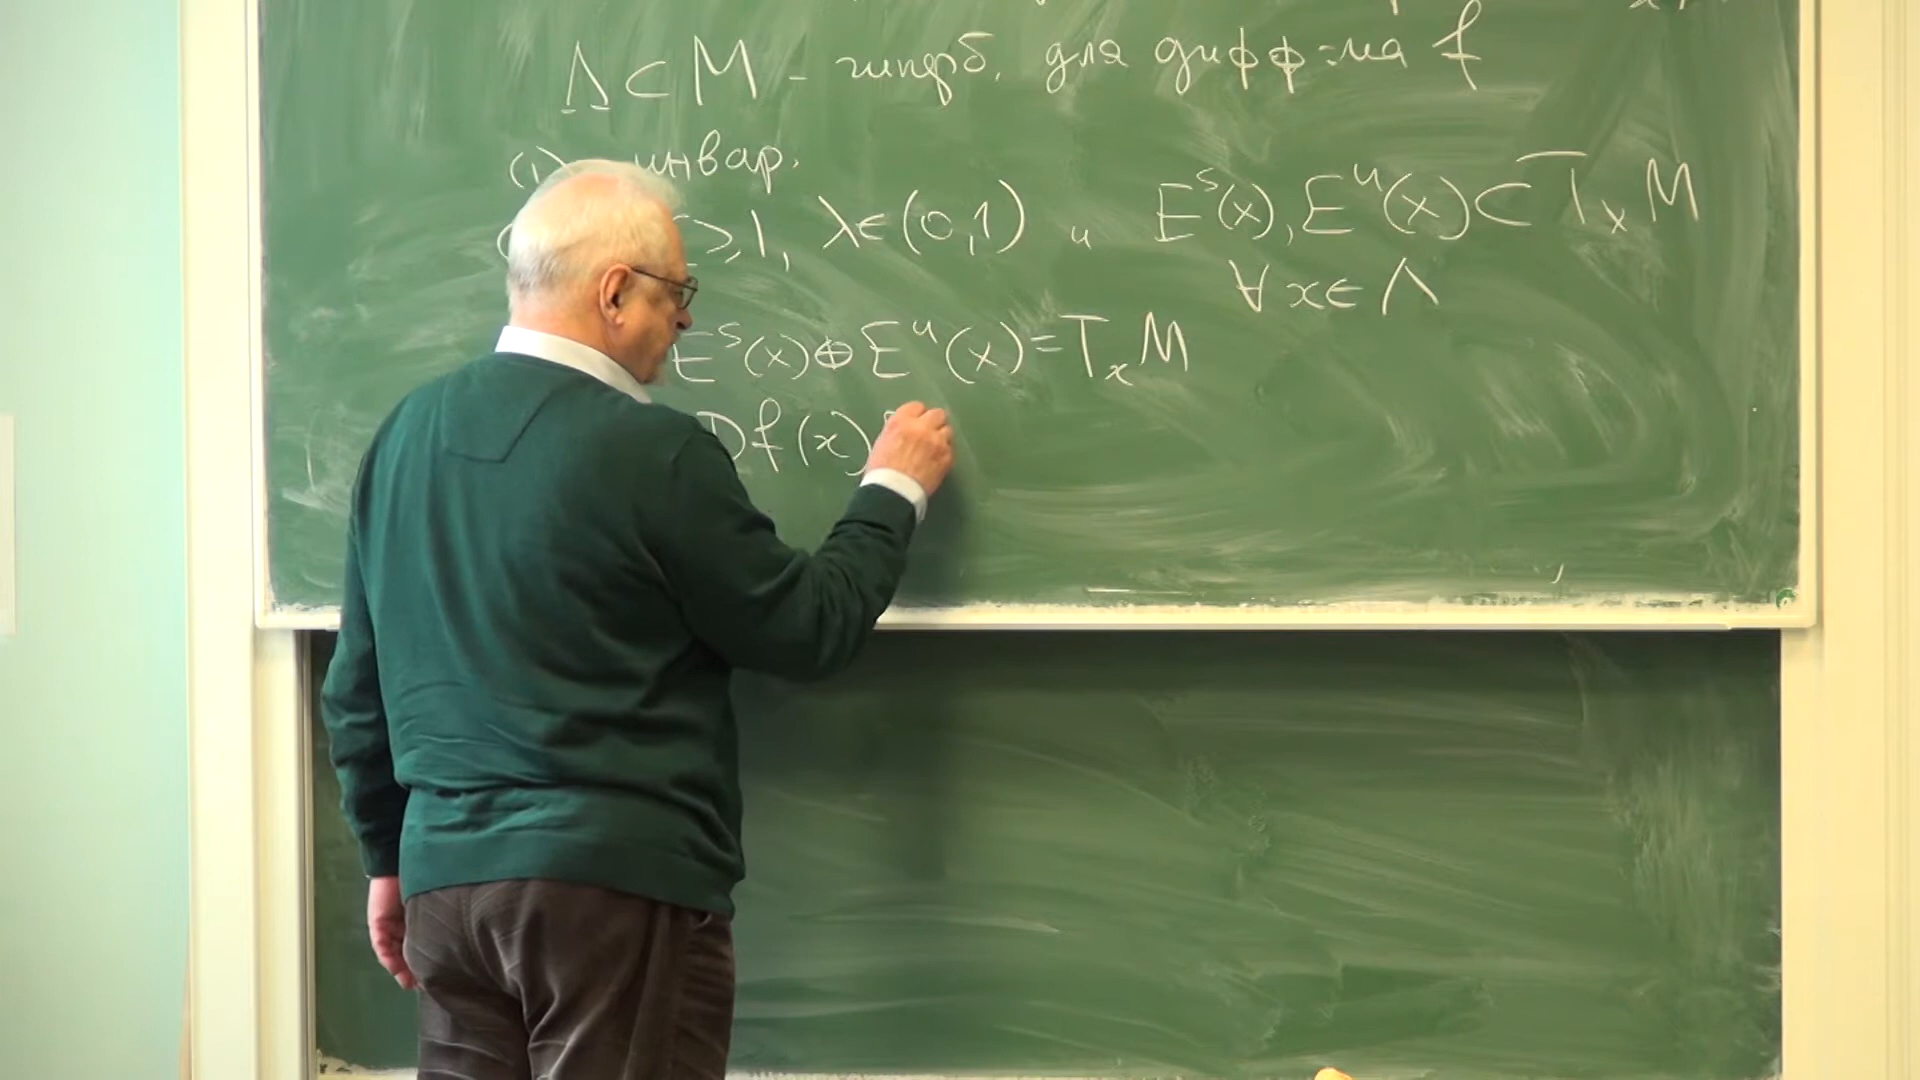 Λ ⊂ M - гиперб. для дифф-ма f
(1) инвар.
≥1, λ∈(0,1) и E^s(x), E^u(x) ⊂ T_x M
∀ x ∈ Λ
E^s(x) ⊕ E^u(x) = T_x M
Df(x)